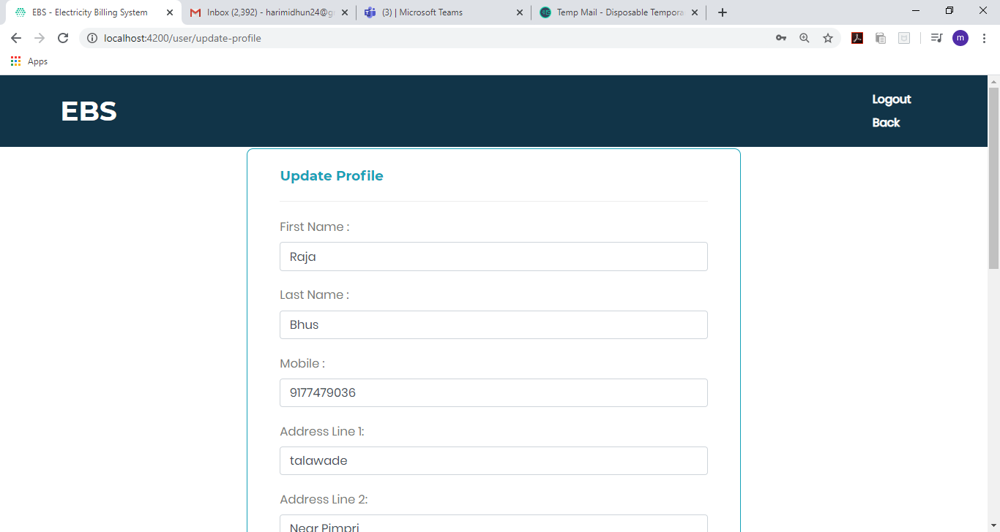 EBS - Electricity Billing System
Inbox (2,392) - harimidhun24@g
(3) | Microsoft Teams
Temp Mail - Disposable Tempora
localhost:4200/user/update-profile
m
Apps
EBS
Logout
Back
Update Profile
First Name :
Raja
Last Name :
Bhus
Mobile :
9177479036
Address Line 1:
talawade
Address Line 2:
Near Pimpri